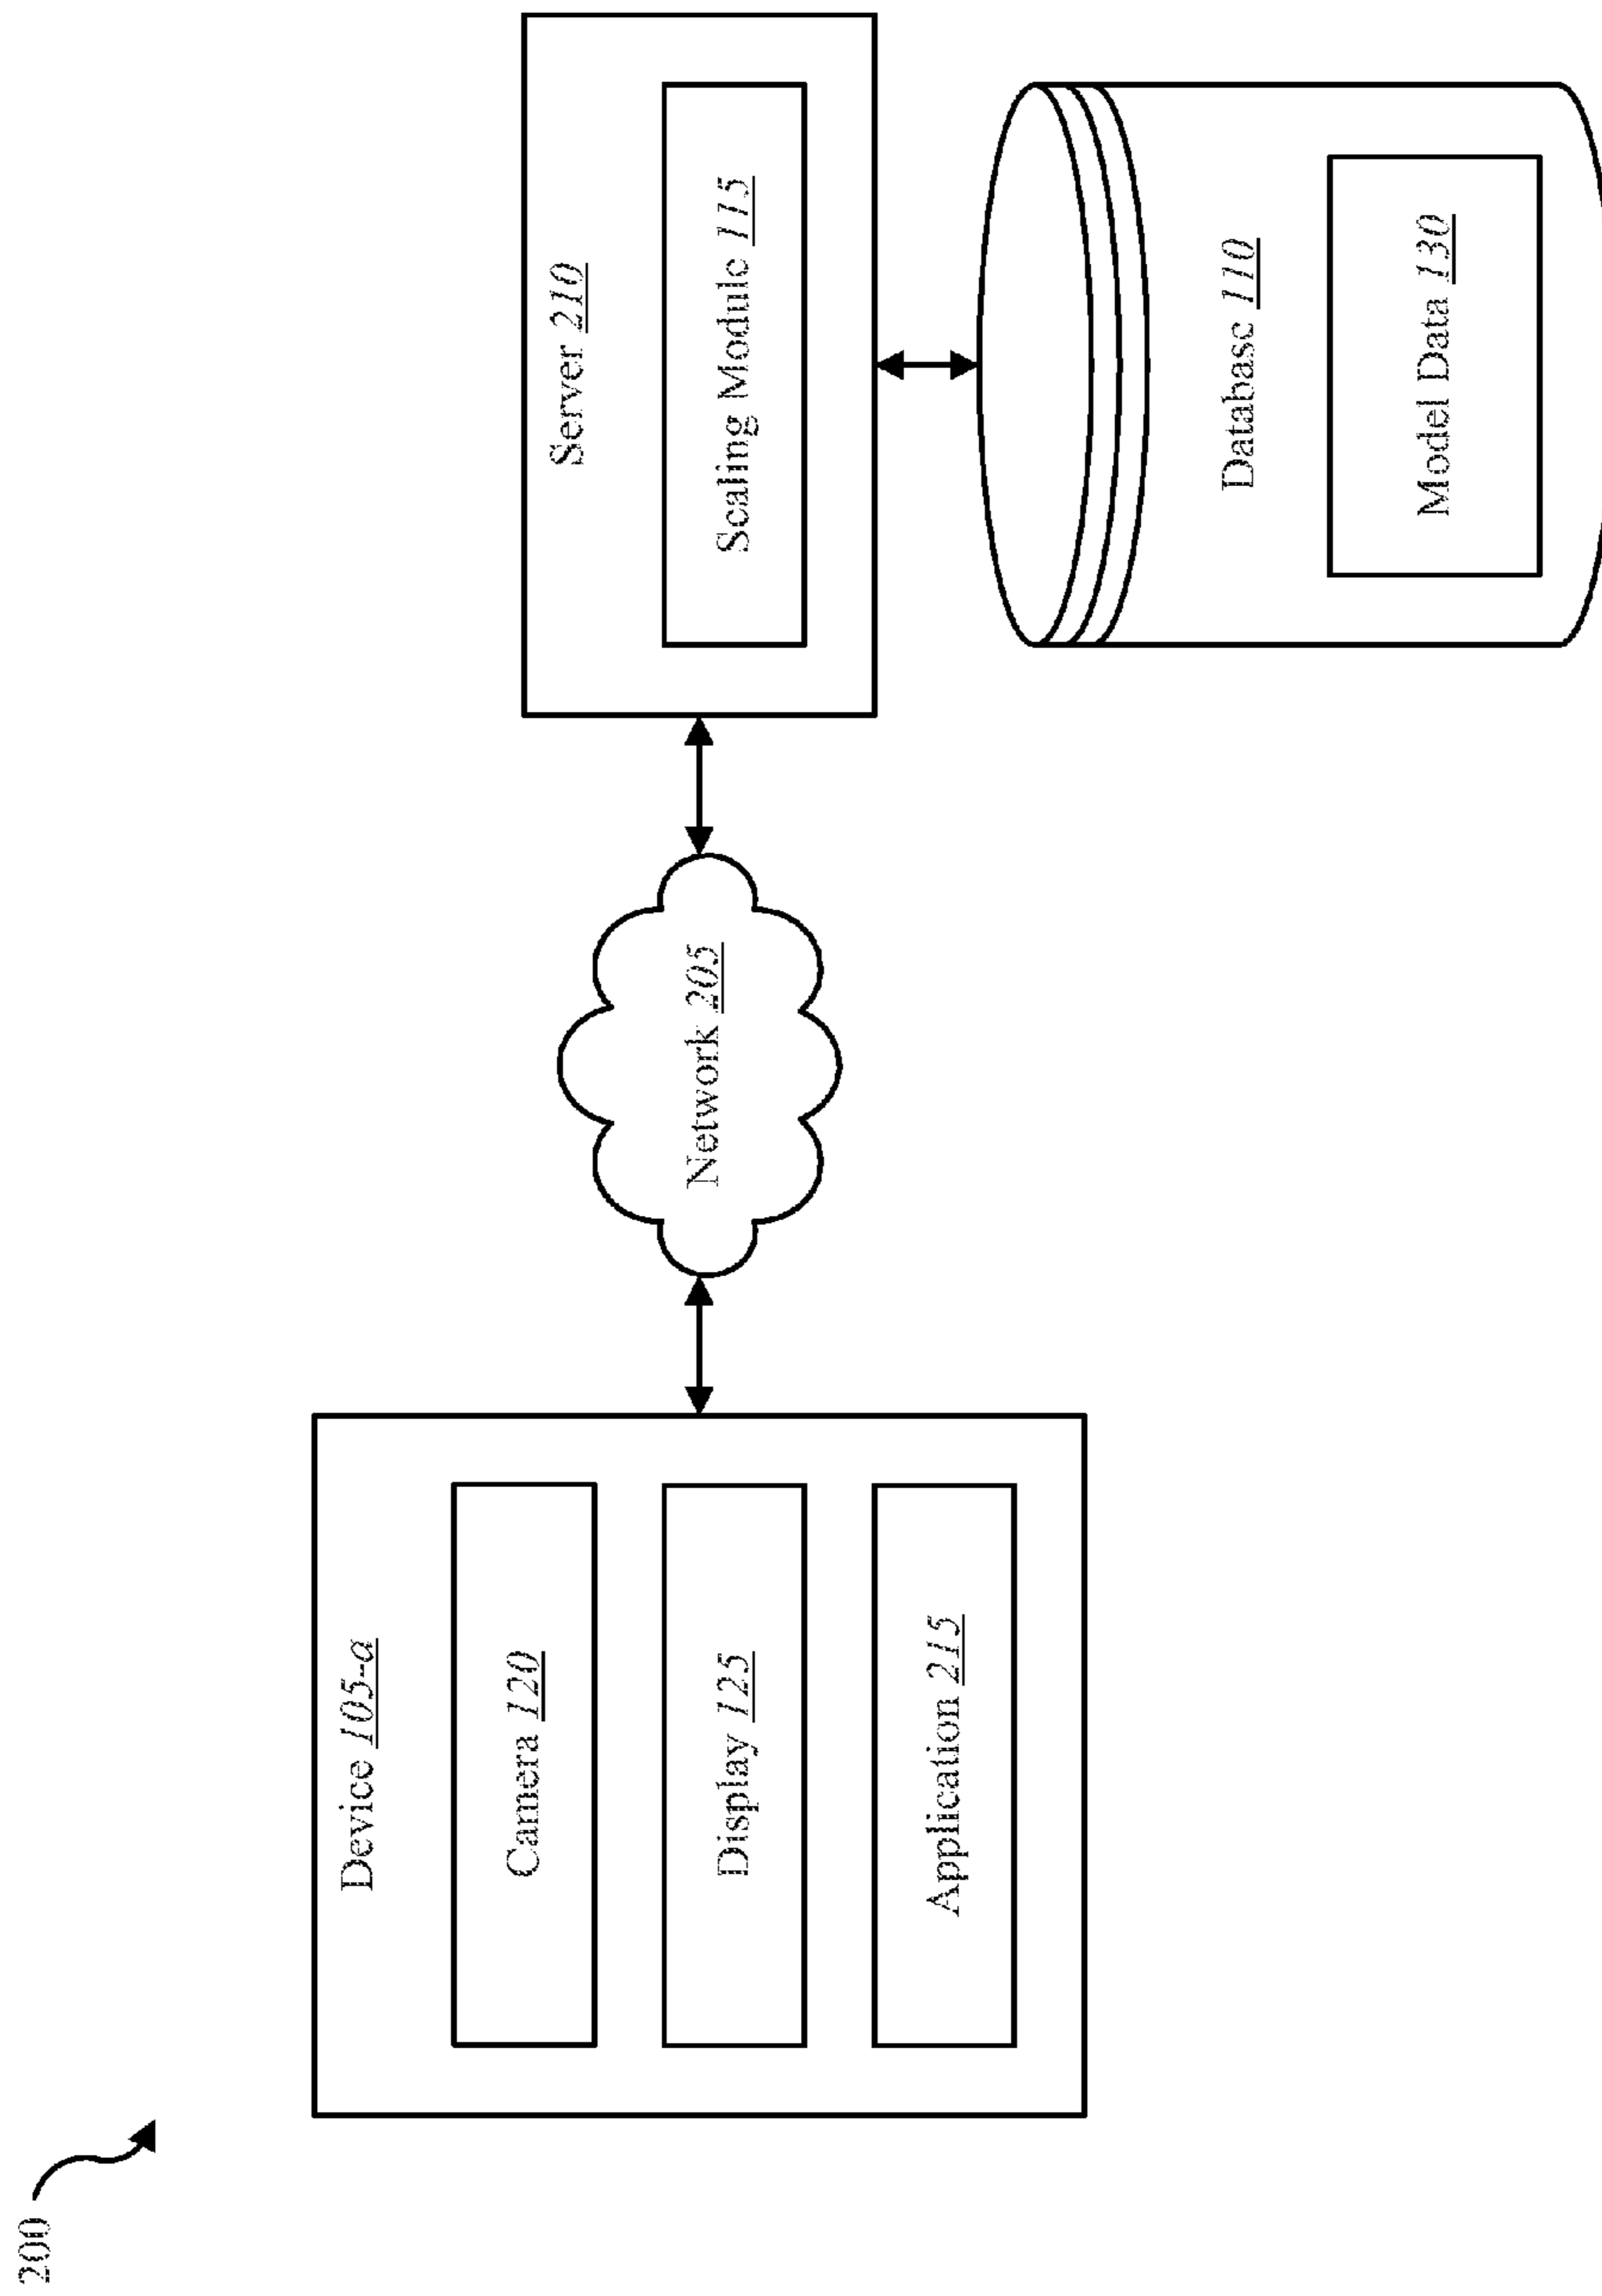 200
Device 105-a
Camera 120
Display 125
Application 215
Network 205
Server 210
Scaling Module 115
Database 110
Model Data 130